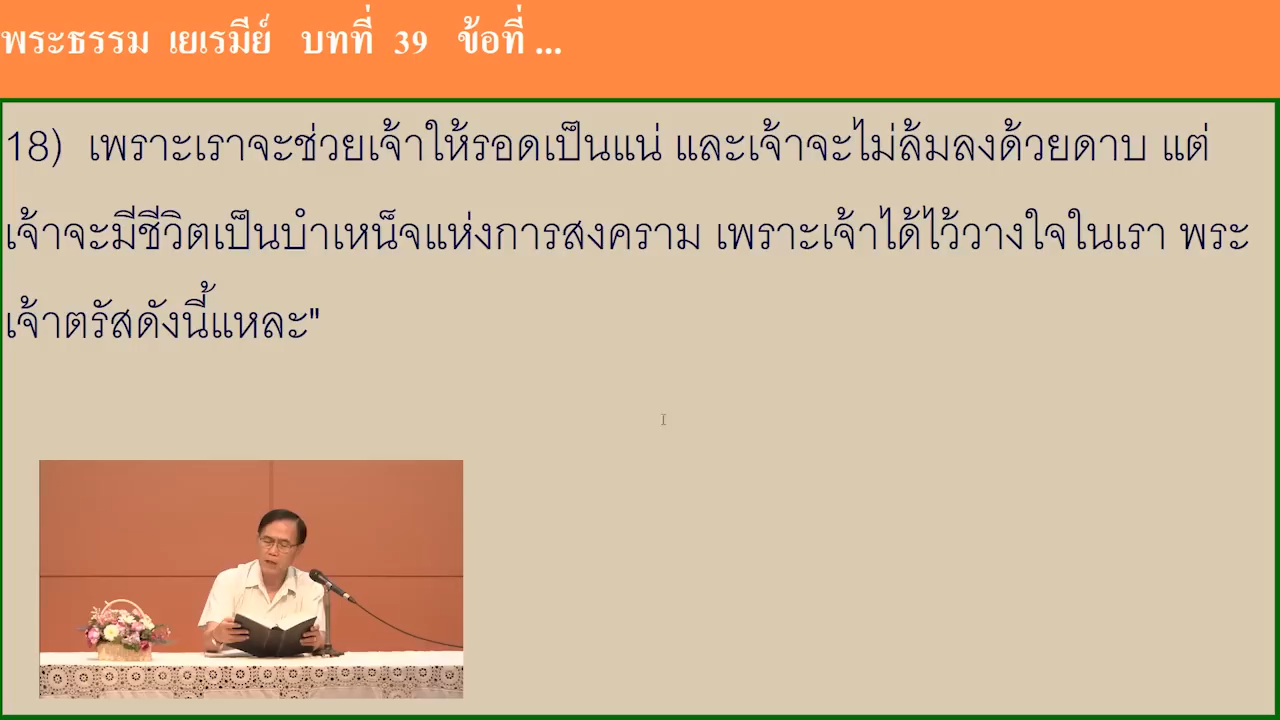 พระธรรม เยเรมีย์ บทที่ 39 ข้อที่ ...
18) เพราะเราจะช่วยเจ้าให้รอดเป็นแน่ และเจ้าจะไม่ล้มลงด้วยดาบ แต่
เจ้าจะมีชีวิตเป็นบำเหน็จแห่งการสงคราม เพราะเจ้าได้ไว้วางใจในเรา พระ
เจ้าตรัสดังนี้แหละ"